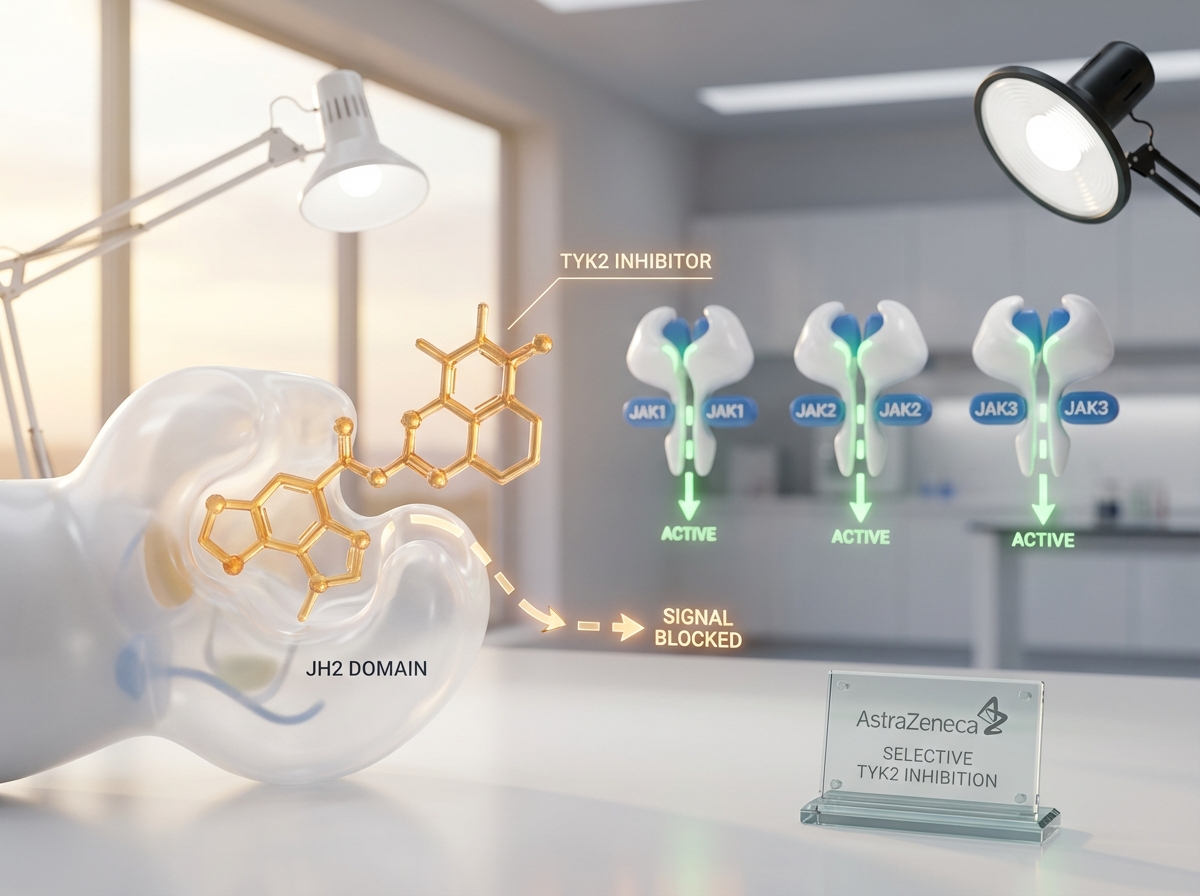 TYK2 INHIBITOR
JAK1
JAK1
JAK2
JAK2
JAK3
JAK3
ACTIVE
ACTIVE
ACTIVE
SIGNAL
BLOCKED
JH2 DOMAIN
AstraZeneca
SELECTIVE
TYK2 INHIBITION